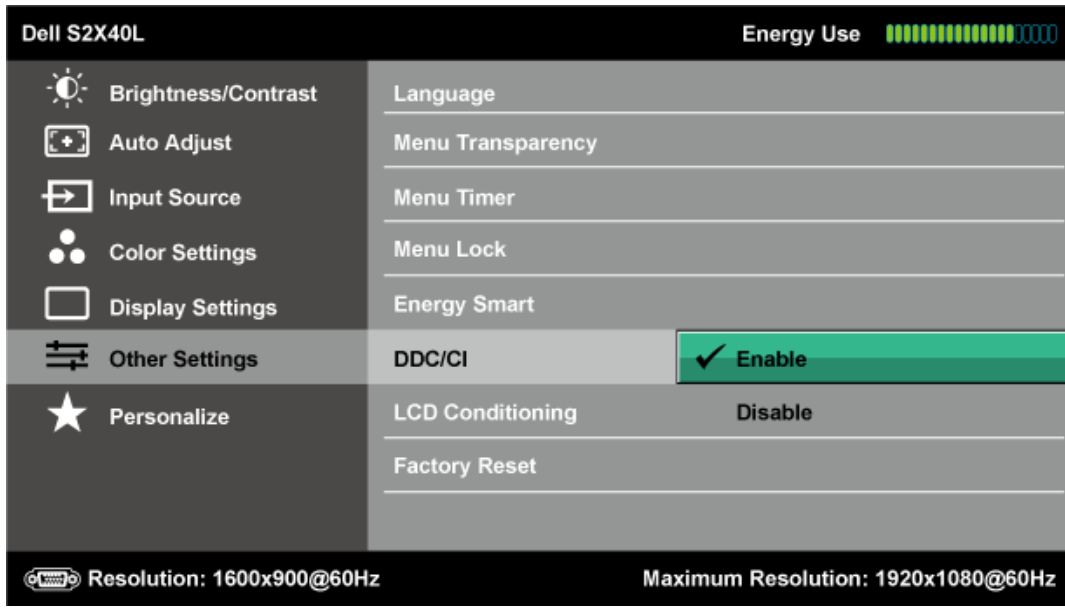 Dell S2X40L Energy Use
Brightness/Contrast Language
Auto Adjust Menu Transparency
Input Source Menu Timer
Color Settings Menu Lock
Display Settings Energy Smart
Other Settings DDC/CI Enable
Personalize LCD Conditioning Disable
Factory Reset
Resolution: 1600x900@60Hz Maximum Resolution: 1920x1080@60Hz